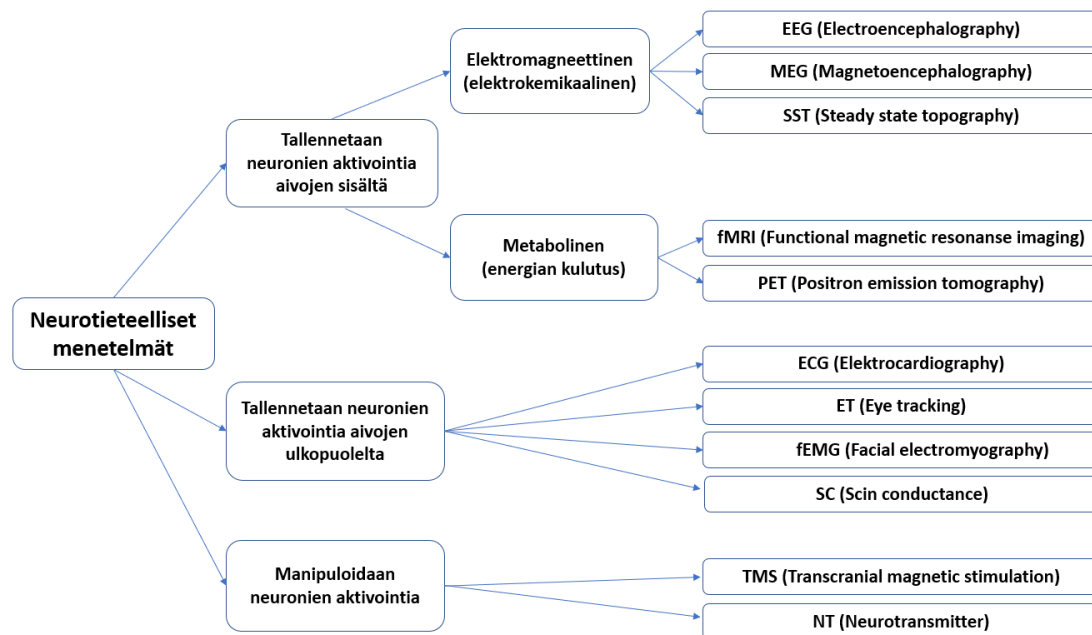 Neurotieteelliset
menetelmät
Tallennetaan
neuronien aktivointia
aivojen sisältä
Elektromagneettinen
(elektrokemikaalinen)
EEG (Electroencephalography)
MEG (Magnetoencephalography)
SST (Steady state topography)
Metabolinen
(energian kulutus)
fMRI (Functional magnetic resonanse imaging)
PET (Positron emission tomography)
Tallennetaan neuronien
aktivointia aivojen
ulkopuolelta
ECG (Elektrocardiography)
ET (Eye tracking)
fEMG (Facial electromyography)
SC (Scin conductance)
Manipuloidaan
neuronien aktivointia
TMS (Transcranial magnetic stimulation)
NT (Neurotransmitter)